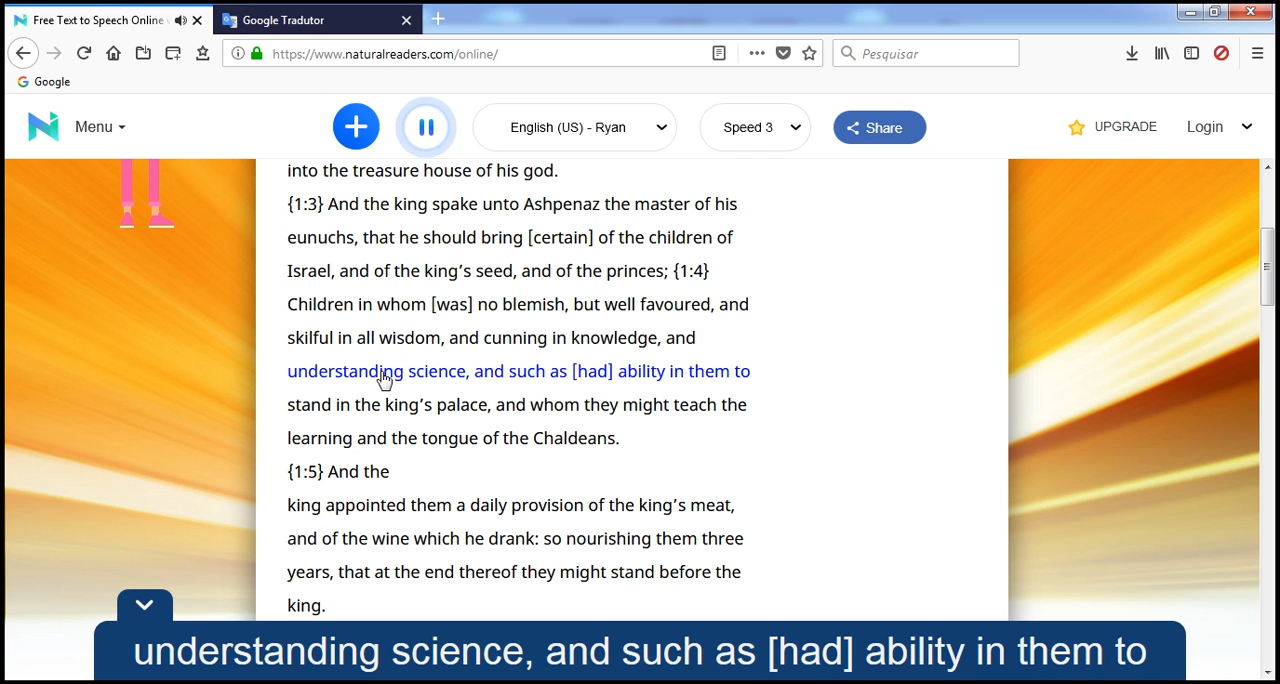 Free Text to Speech Online
Google Tradutor
https://www.naturalreaders.com/online/
Pesquisar
Google
Menu
English (US) - Ryan
Speed 3
Share
UPGRADE
Login
into the treasure house of his god.
{1:3} And the king spake unto Ashpenaz the master of his
eunuchs, that he should bring [certain] of the children of
Israel, and of the king's seed, and of the princes; {1:4}
Children in whom [was] no blemish, but well favoured, and
skilful in all wisdom, and cunning in knowledge, and
understanding science, and such as [had] ability in them to
stand in the king's palace, and whom they might teach the
learning and the tongue of the Chaldeans.
{1:5} And the
king appointed them a daily provision of the king's meat,
and of the wine which he drank: so nourishing them three
years, that at the end thereof they might stand before the
king.
understanding science, and such as [had] ability in them to